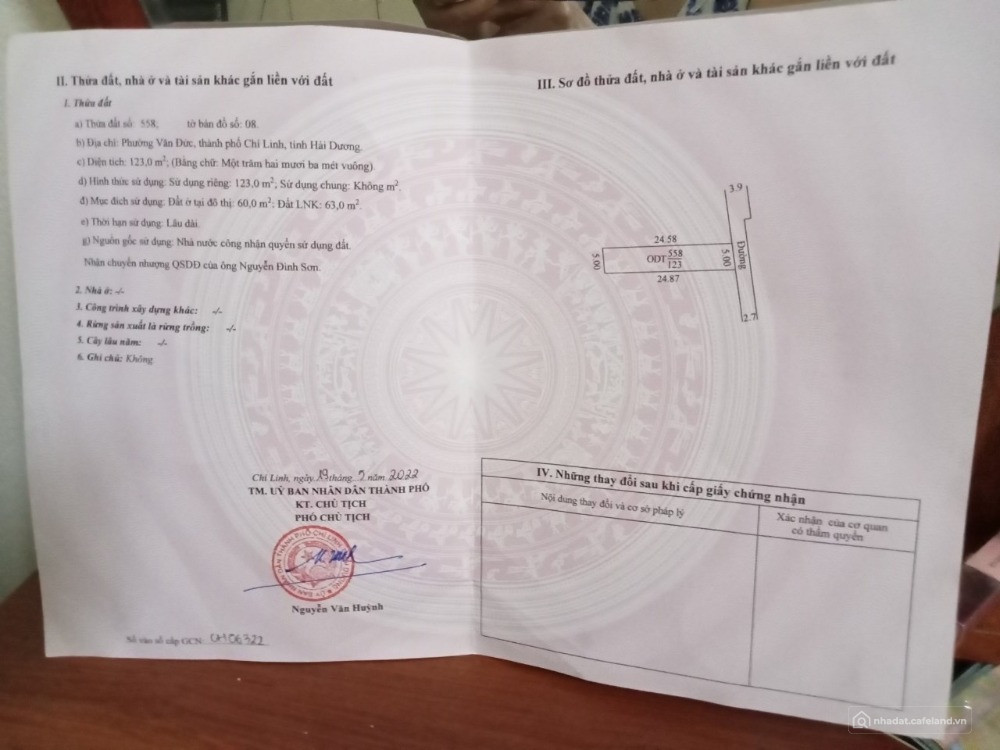 II. Thửa đất, nhà ở và tài sản khác gắn liền với đất
1. Thửa đất
a) Thửa đất số: 558, tờ bản đồ số: 08.
b) Địa chỉ: Phường Văn Đức, thành phố Chí Linh, tỉnh Hải Dương.
c) Diện tích: 123,0 m²; (Bằng chữ: Một trăm hai mươi ba mét vuông).
d) Hình thức sử dụng: Sử dụng riêng: 123,0 m²; Sử dụng chung: Không m².
đ) Mục đích sử dụng: Đất ở tại đô thị: 60,0 m²; Đất LNK: 63,0 m².
e) Thời hạn sử dụng: Lâu dài.
g) Nguồn gốc sử dụng: Nhà nước công nhận quyền sử dụng đất.
Nhận chuyển nhượng QSDĐ của ông Nguyễn Đình Sơn.
2. Nhà ở: -/-
3. Công trình xây dựng khác: -/-
4. Rừng sản xuất là rừng trồng: -/-
5. Cây lâu năm: -/-
6. Ghi chú: Không
Chí Linh, ngày 19 tháng 7 năm 2022
TM. UỶ BAN NHÂN DÂN THÀNH PHỐ
KT. CHỦ TỊCH
PHÓ CHỦ TỊCH
Nguyễn Văn Huỳnh
Số vào sổ cấp GCN: CH06322
III. Sơ đồ thửa đất, nhà ở và tài sản khác gắn liền với đất
3.9
24.58
5.00
ODT 558
123
5.00
Đường
24.87
2.7
IV. Những thay đổi sau khi cấp giấy chứng nhận
Nội dung thay đổi và cơ sở pháp lý
Xác nhận của cơ quan
có thẩm quyền
nhadat.cafeland.vn